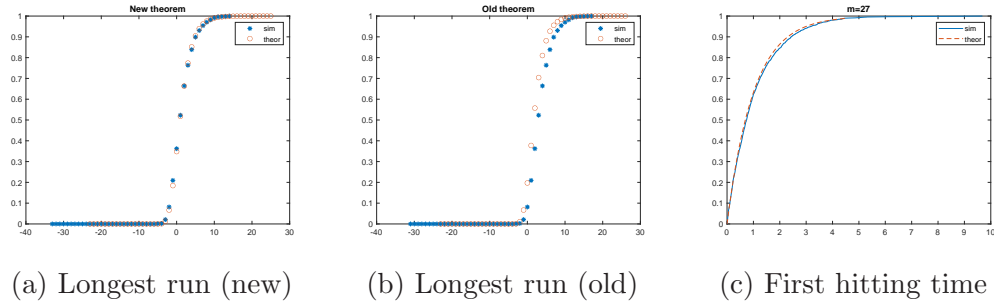 New theorem
1
0.9
0.8
0.7
0.6
0.5
0.4
0.3
0.2
0.1
0
-40 -30 -20 -10 0 10 20 30
sim
theor
(a) Longest run (new)
Old theorem
1
0.9
0.8
0.7
0.6
0.5
0.4
0.3
0.2
0.1
0
-40 -30 -20 -10 0 10 20 30
sim
theor
(b) Longest run (old)
m=27
1
0.9
0.8
0.7
0.6
0.5
0.4
0.3
0.2
0.1
0
0 1 2 3 4 5 6 7 8 9 10
sim
theor
(c) First hitting time